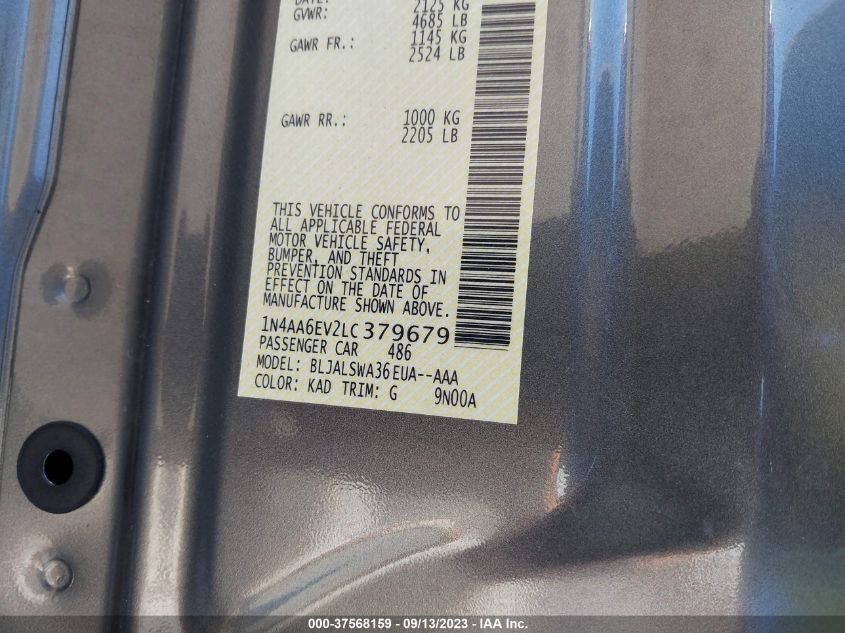 DATE:
2125 KG
GVWR: 4685 LB
GAWR FR.: 1145 KG
2524 LB
GAWR RR.: 1000 KG
2205 LB
THIS VEHICLE CONFORMS TO
ALL APPLICABLE FEDERAL
MOTOR VEHICLE SAFETY,
BUMPER, AND THEFT
PREVENTION STANDARDS IN
EFFECT ON THE DATE OF
MANUFACTURE SHOWN ABOVE.
1N4AA6EV2LC379679
PASSENGER CAR 486
MODEL: BLJALSWA36EUA--AAA
COLOR: KAD TRIM: G 9N00A
000-37568159 - 09/13/2023 - © IAA Inc.